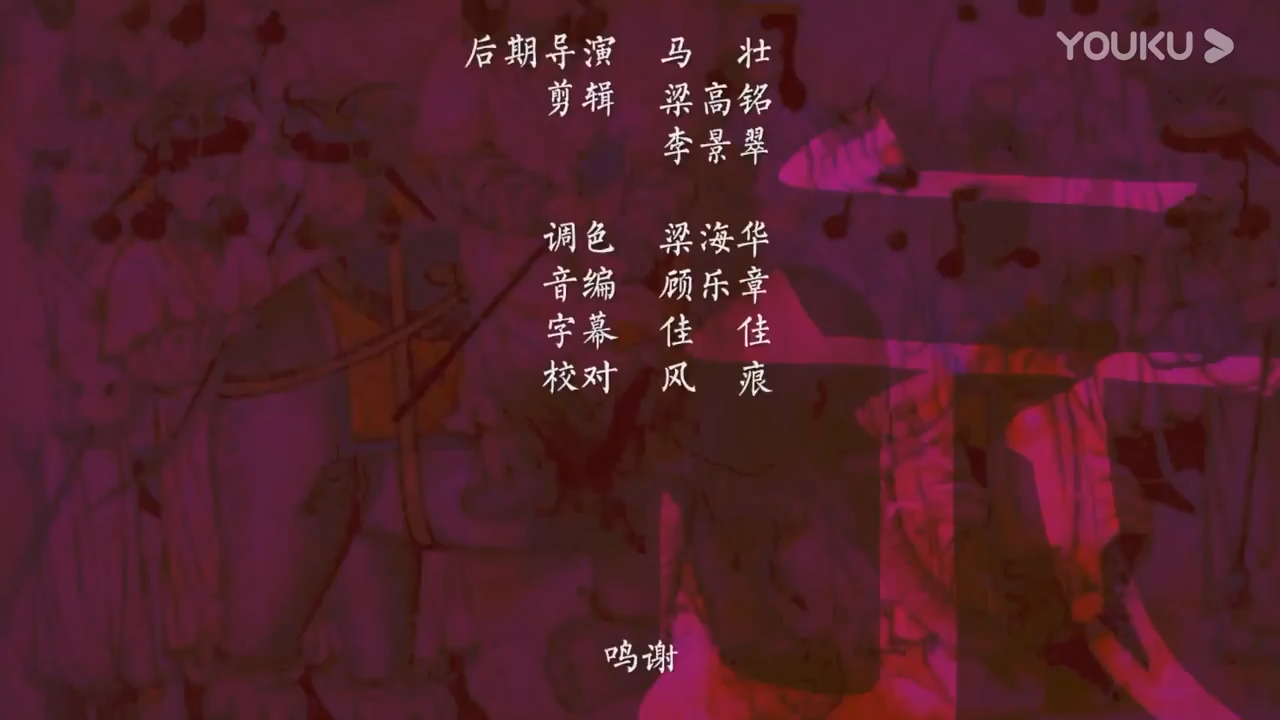 YOUKU
后期导演 马 壮
剪辑 梁高铭
李景翠
调色 梁海华
音编 顾乐章
字幕 佳 佳
校对 风 痕
鸣谢